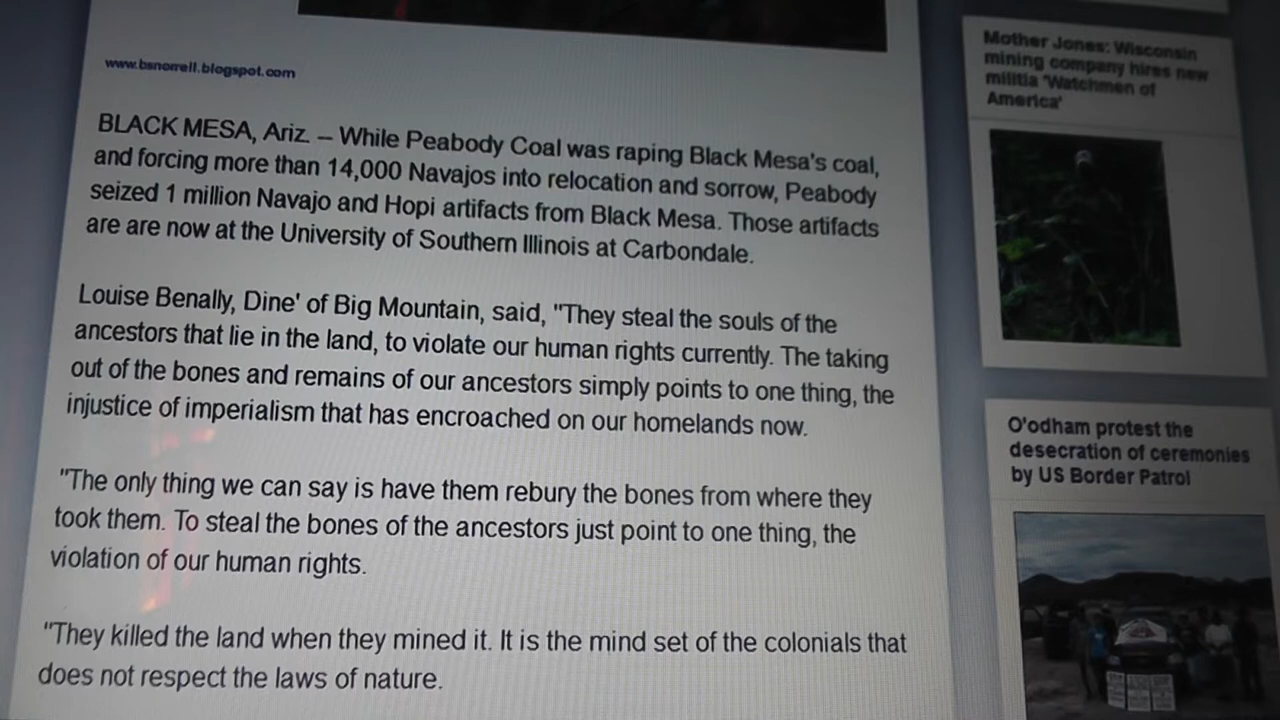 www.bsnorrell.blogspot.com
BLACK MESA, Ariz. – While Peabody Coal was raping Black Mesa's coal,
and forcing more than 14,000 Navajos into relocation and sorrow, Peabody
seized 1 million Navajo and Hopi artifacts from Black Mesa. Those artifacts
are are now at the University of Southern Illinois at Carbondale.
Louise Benally, Dine' of Big Mountain, said, "They steal the souls of the
ancestors that lie in the land, to violate our human rights currently. The taking
out of the bones and remains of our ancestors simply points to one thing, the
injustice of imperialism that has encroached on our homelands now.
"The only thing we can say is have them rebury the bones from where they
took them. To steal the bones of the ancestors just point to one thing, the
violation of our human rights.
"They killed the land when they mined it. It is the mind set of the colonials that
does not respect the laws of nature.
Mother Jones: Wisconsin
mining company hires new
militia 'Watchmen of
America'
O'odham protest the
desecration of ceremonies
by US Border Patrol